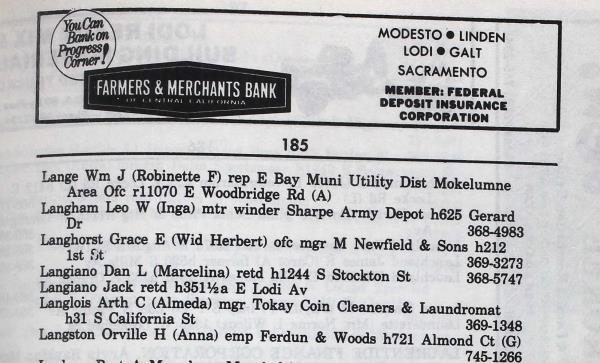 You Can
Bank on
Progress
Corner!
FARMERS & MERCHANTS BANK
OF CENTRAL CALIFORNIA
MODESTO ● LINDEN
LODI ● GALT
SACRAMENTO
MEMBER: FEDERAL
DEPOSIT INSURANCE
CORPORATION
185
Lange Wm J (Robinette F) rep E Bay Muni Utility Dist Mokelumne
Area Ofc r11070 E Woodbridge Rd (A)
Langham Leo W (Inga) mtr winder Sharpe Army Depot h625 Gerard
Dr 368-4983
Langhorst Grace E (Wid Herbert) ofc mgr M Newfield & Sons h212
1st St 369-3273
Langiano Dan L (Marcelina) retd h1244 S Stockton St 368-5747
Langiano Jack retd h351½a E Lodi Av
Langlois Arth C (Almeda) mgr Tokay Coin Cleaners & Laundromat
h31 S California St 369-1348
Langston Orville H (Anna) emp Ferdun & Woods h721 Almond Ct (G)
745-1266